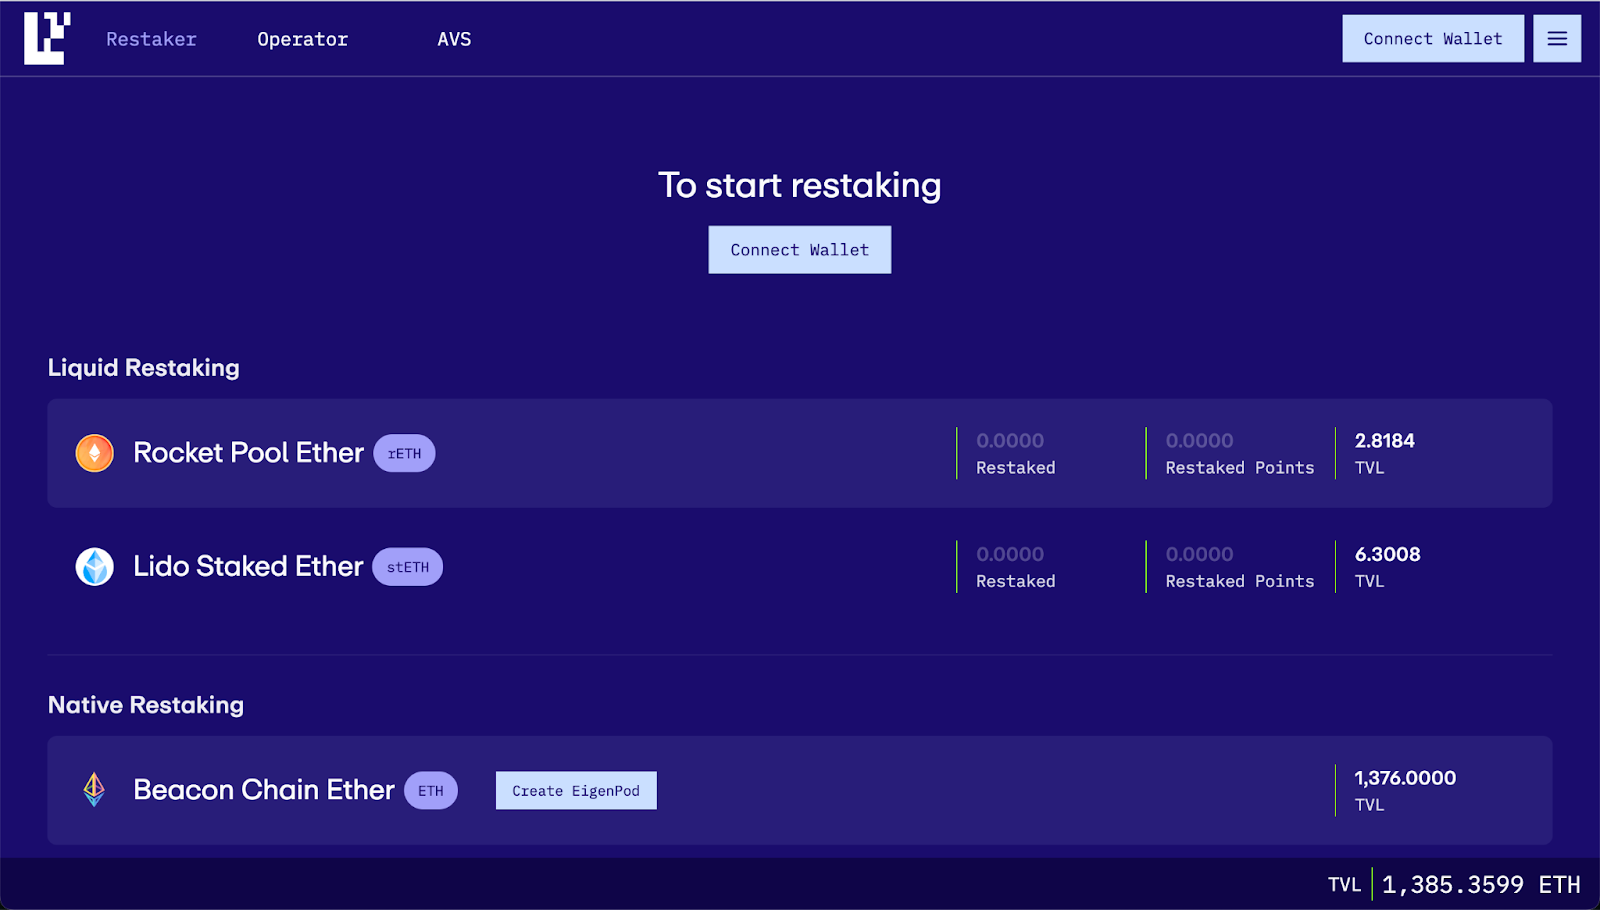 Restaker Operator AVS Connect Wallet
To start restaking
Connect Wallet
Liquid Restaking
Rocket Pool Ether rETH
0.0000 0.0000 2.8184
Restaked Restaked Points TVL
Lido Staked Ether stETH
0.0000 0.0000 6.3008
Restaked Restaked Points TVL
Native Restaking
Beacon Chain Ether ETH Create EigenPod
1,376.0000
TVL
TVL 1,385.3599 ETH